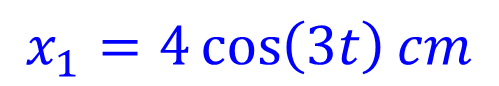 x₁ = 4 cos(3t) cm